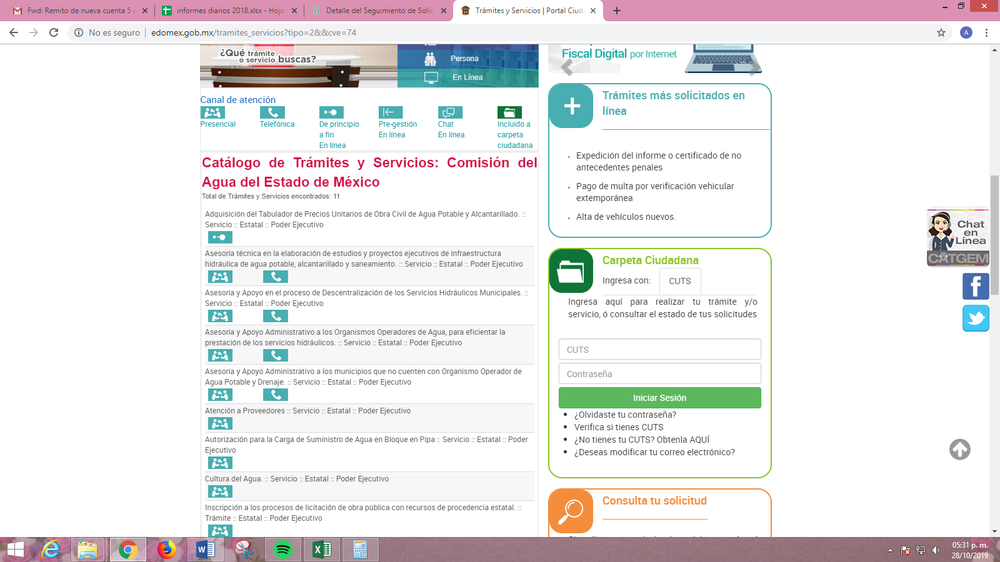 Fwd: Remito de nueva cuenta 5 p
informes diarios 2018.xlsx - Hoja
Detalle del Seguimiento de Solic
Trámites y Servicios | Portal Ciuda
No es seguro
edomex.gob.mx/tramites_servicios?tipo=2&&cve=74
A
¿Qué trámite
o servicio buscas?
Persona
En Línea
Canal de atención
Presencial
Telefónica
De principio
a fin
En línea
Pre-gestión
En línea
Chat
En línea
Incluido a
carpeta
ciudadana
Catálogo de Trámites y Servicios: Comisión del
Agua del Estado de México
Total de Trámites y Servicios encontrados: 11
Adquisición del Tabulador de Precios Unitarios de Obra Civil de Agua Potable y Alcantarillado. ::
Servicio :: Estatal :: Poder Ejecutivo
Asesoría técnica en la elaboración de estudios y proyectos ejecutivos de infraestructura
hidráulica de agua potable, alcantarillado y saneamiento. :: Servicio :: Estatal :: Poder Ejecutivo
Asesoría y Apoyo en el proceso de Descentralización de los Servicios Hidráulicos Municipales. ::
Servicio :: Estatal :: Poder Ejecutivo
Asesoría y Apoyo Administrativo a los Organismos Operadores de Agua, para eficientar la
prestación de los servicios hidráulicos. :: Servicio :: Estatal :: Poder Ejecutivo
Asesoría y Apoyo Administrativo a los municipios que no cuenten con Organismo Operador de
Agua Potable y Drenaje. :: Servicio :: Estatal :: Poder Ejecutivo
Atención a Proveedores :: Servicio :: Estatal :: Poder Ejecutivo
Autorización para la Carga de Suministro de Agua en Bloque en Pipa :: Servicio :: Estatal :: Poder
Ejecutivo
Cultura del Agua. :: Servicio :: Estatal :: Poder Ejecutivo
Inscripción a los procesos de licitación de obra pública con recursos de procedencia estatal. ::
Trámite :: Estatal :: Poder Ejecutivo
Fiscal Digital por Internet
Trámites más solicitados en
línea
Expedición del informe o certificado de no
antecedentes penales
Pago de multa por verificación vehicular
extemporánea
Alta de vehículos nuevos.
Carpeta Ciudadana
Ingresa con:
CUTS
Ingresa aquí para realizar tu trámite y/o
servicio, ó consultar el estado de tus solicitudes
CUTS
Contraseña
Iniciar Sesión
¿Olvidaste tu contraseña?
Verifica si tienes CUTS
¿No tienes tu CUTS? Obtenla AQUÍ
¿Deseas modificar tu correo electrónico?
Consulta tu solicitud
Chat
en
Línea
CATGEM
05:31 p. m.
28/10/2019